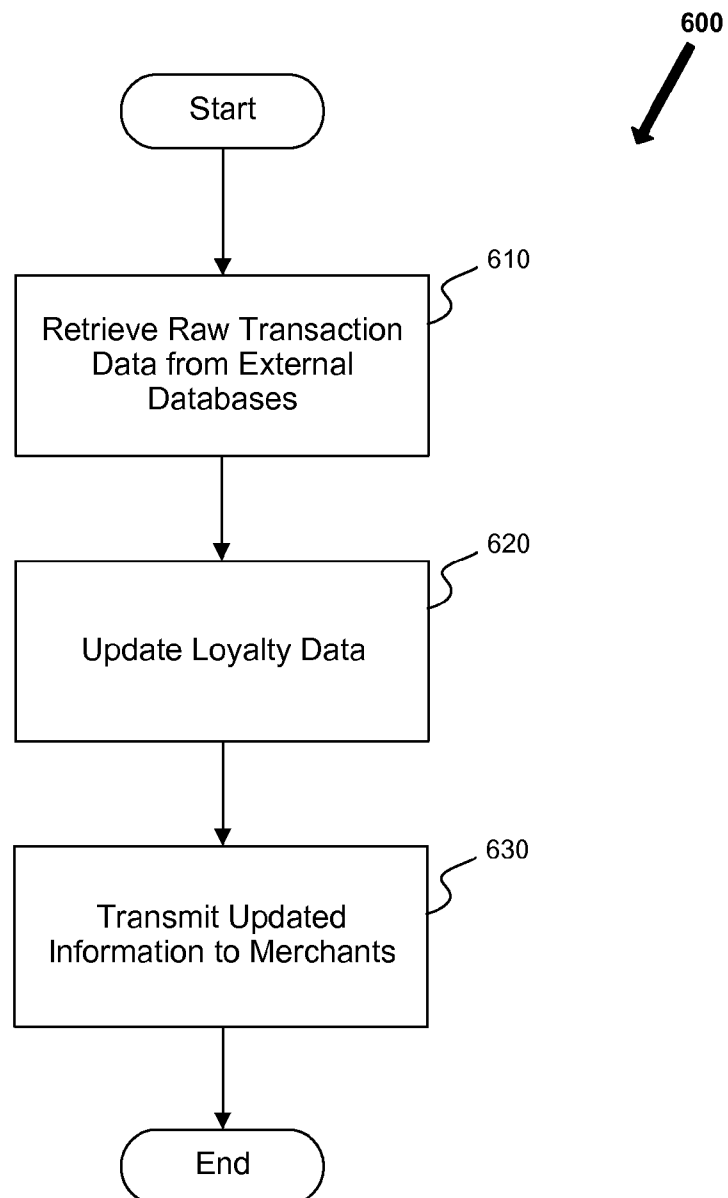 600
Start
610
Retrieve Raw Transaction
Data from External
Databases
620
Update Loyalty Data
630
Transmit Updated
Information to Merchants
End